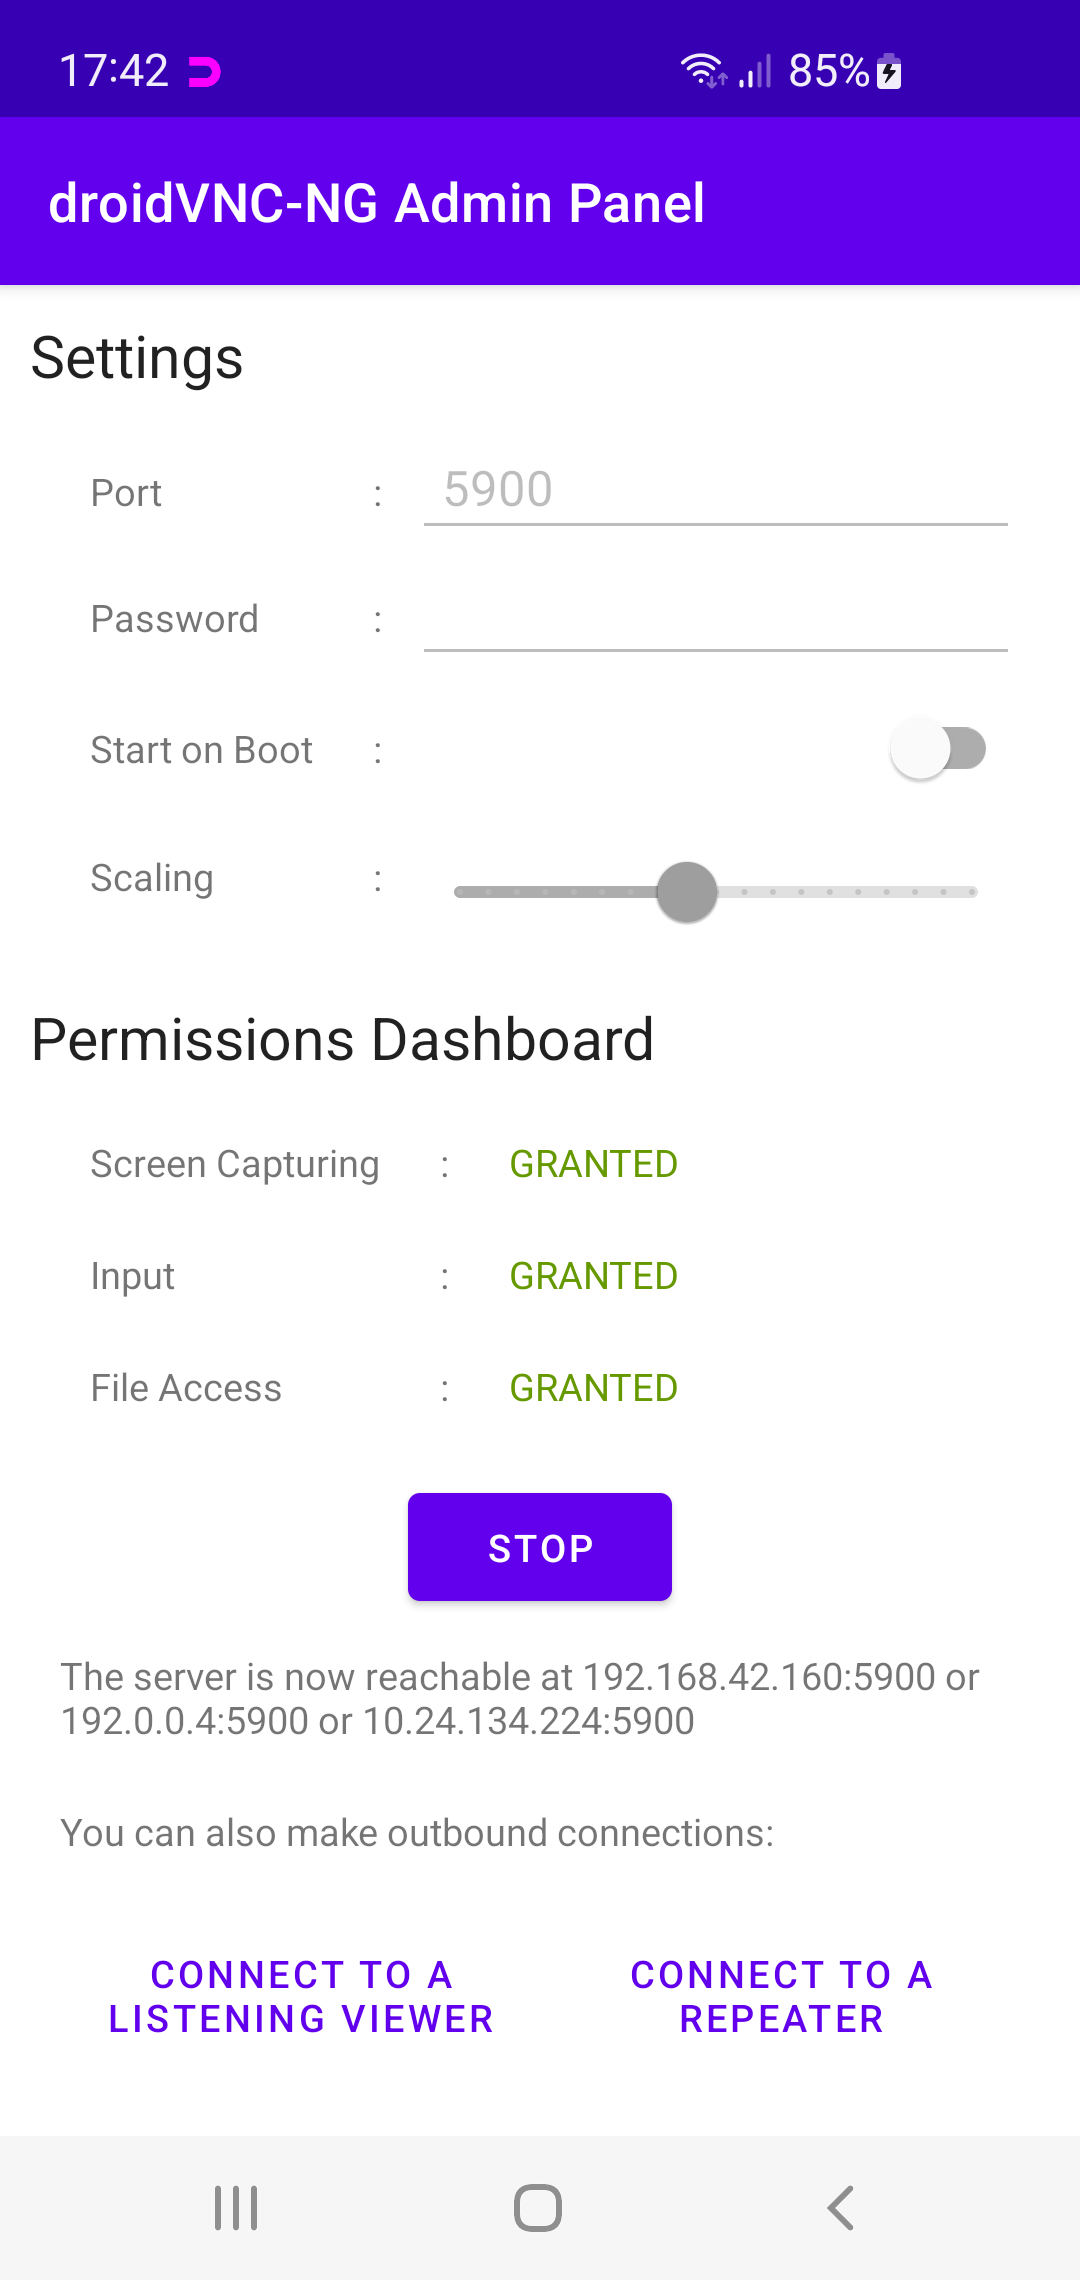 17:42 85%
droidVNC-NG Admin Panel
Settings
Port : 5900
Password :
Start on Boot :
Scaling :
Permissions Dashboard
Screen Capturing : GRANTED
Input : GRANTED
File Access : GRANTED
STOP
The server is now reachable at 192.168.42.160:5900 or
192.0.0.4:5900 or 10.24.134.224:5900
You can also make outbound connections:
CONNECT TO A
LISTENING VIEWER
CONNECT TO A
REPEATER